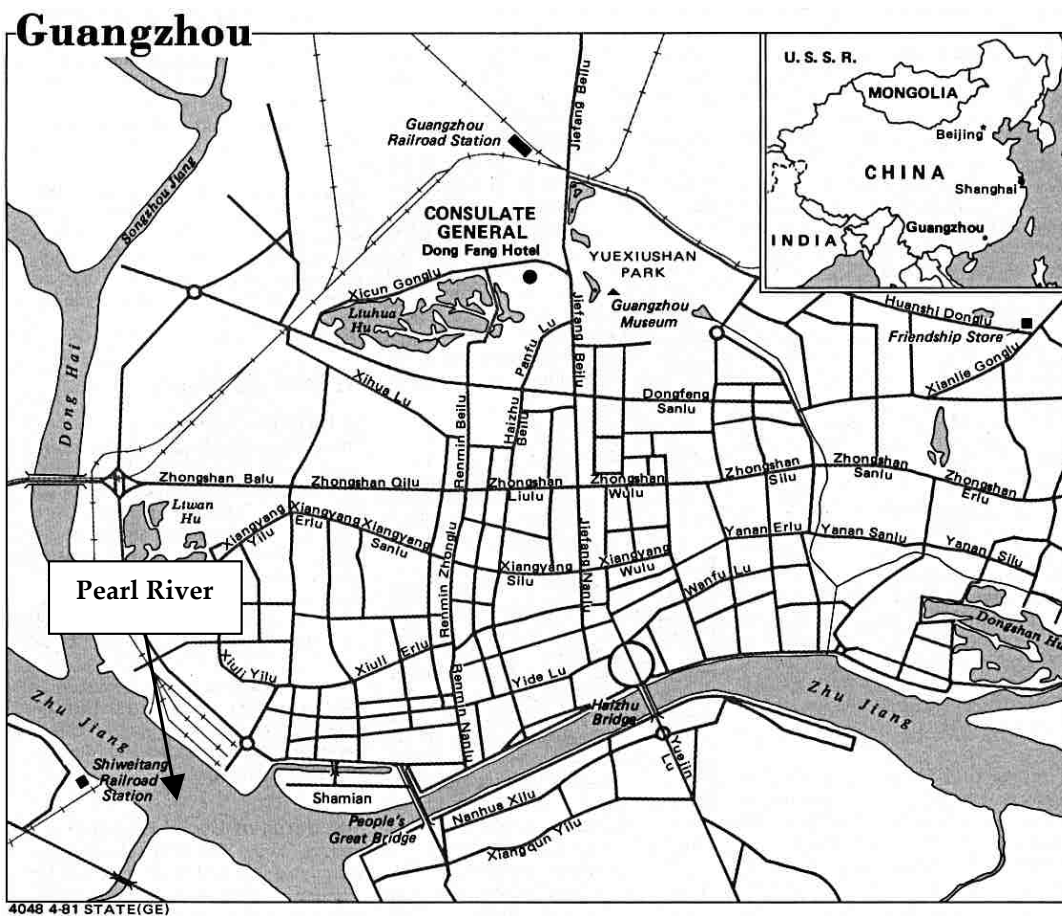 Guangzhou
U. S. S. R.
MONGOLIA
Beijing
CHINA
Shanghai
INDIA
Guangzhou
Jiefang Beilu
Guangzhou
Railroad Station
Songzhou Jiang
CONSULATE
GENERAL
Dong Fang Hotel
YUEXIUSHAN
PARK
Xicun Gonglu
Liuhua
Hu
Guangzhou
Museum
Jiefang Beilu
Huanshi Donglu
Friendship Store
Xianlie Gonglu
Panfu Lu
Xihua Lu
Dongfeng
Sanlu
Dong Hai
Renmin Beilu
Haizhu
Beilu
Zhongshan Balu
Zhongshan Qilu
Zhongshan
Liulu
Zhongshan
Wulu
Zhongshan
Silu
Zhongshan
Sanlu
Zhongshan
Erlu
Liwan
Hu
Xiangyang
Yilu
Xiangyang
Erlu
Xiangyang
Sanlu
Xiangyang
Silu
Xiangyang
Wulu
Jiefang Nanlu
Yanan Erlu
Yanan Sanlu
Yanan Silu
Wanfu Lu
Renmin Zhonglu
Pearl River
Dongshan Hu
Xiuli Yilu
Xiuli Erlu
Yide Lu
Renmin Nanlu
Haizhu
Bridge
Zhu Jiang
Zhu Jiang
Yuejin
Lu
Shiweitang
Railroad
Station
Shamian
People's
Great Bridge
Nanhua Xilu
Xiangqun Yilu
4048 4-81 STATE(GE)